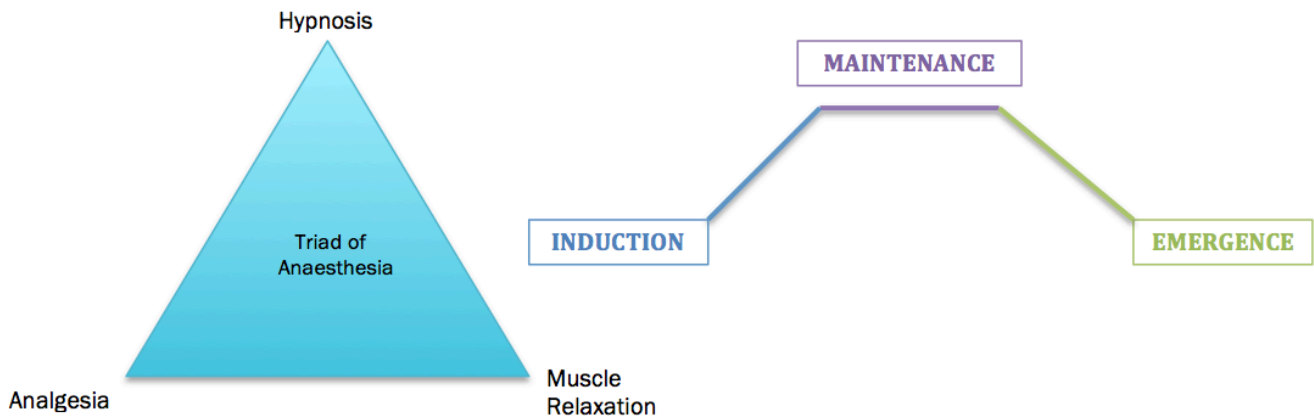 Hypnosis
Triad of
Anaesthesia
Analgesia
Muscle
Relaxation
INDUCTION
MAINTENANCE
EMERGENCE